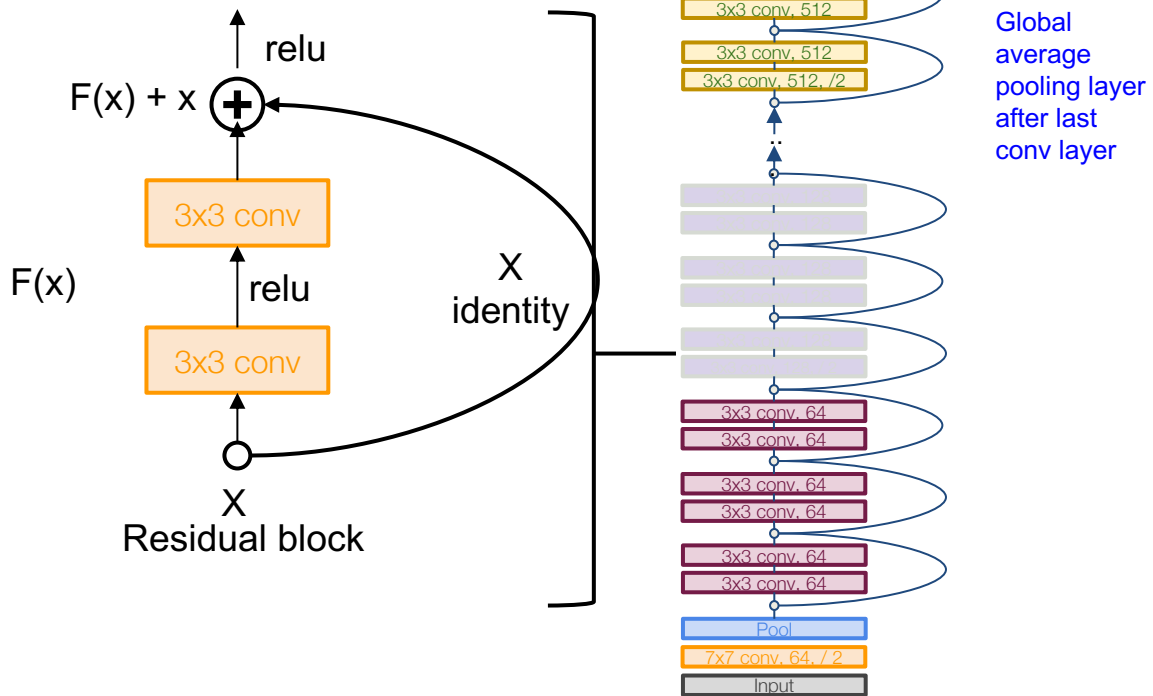 relu
F(x) + x
3x3 conv
F(x)
relu
X
identity
3x3 conv
X
Residual block
3x3 conv, 512
3x3 conv, 512
3x3 conv, 512, /2
..
3x3 conv, 64
3x3 conv, 64
3x3 conv, 64
3x3 conv, 64
3x3 conv, 64
3x3 conv, 64
Pool
7x7 conv, 64, / 2
Input
Global
average
pooling layer
after last
conv layer